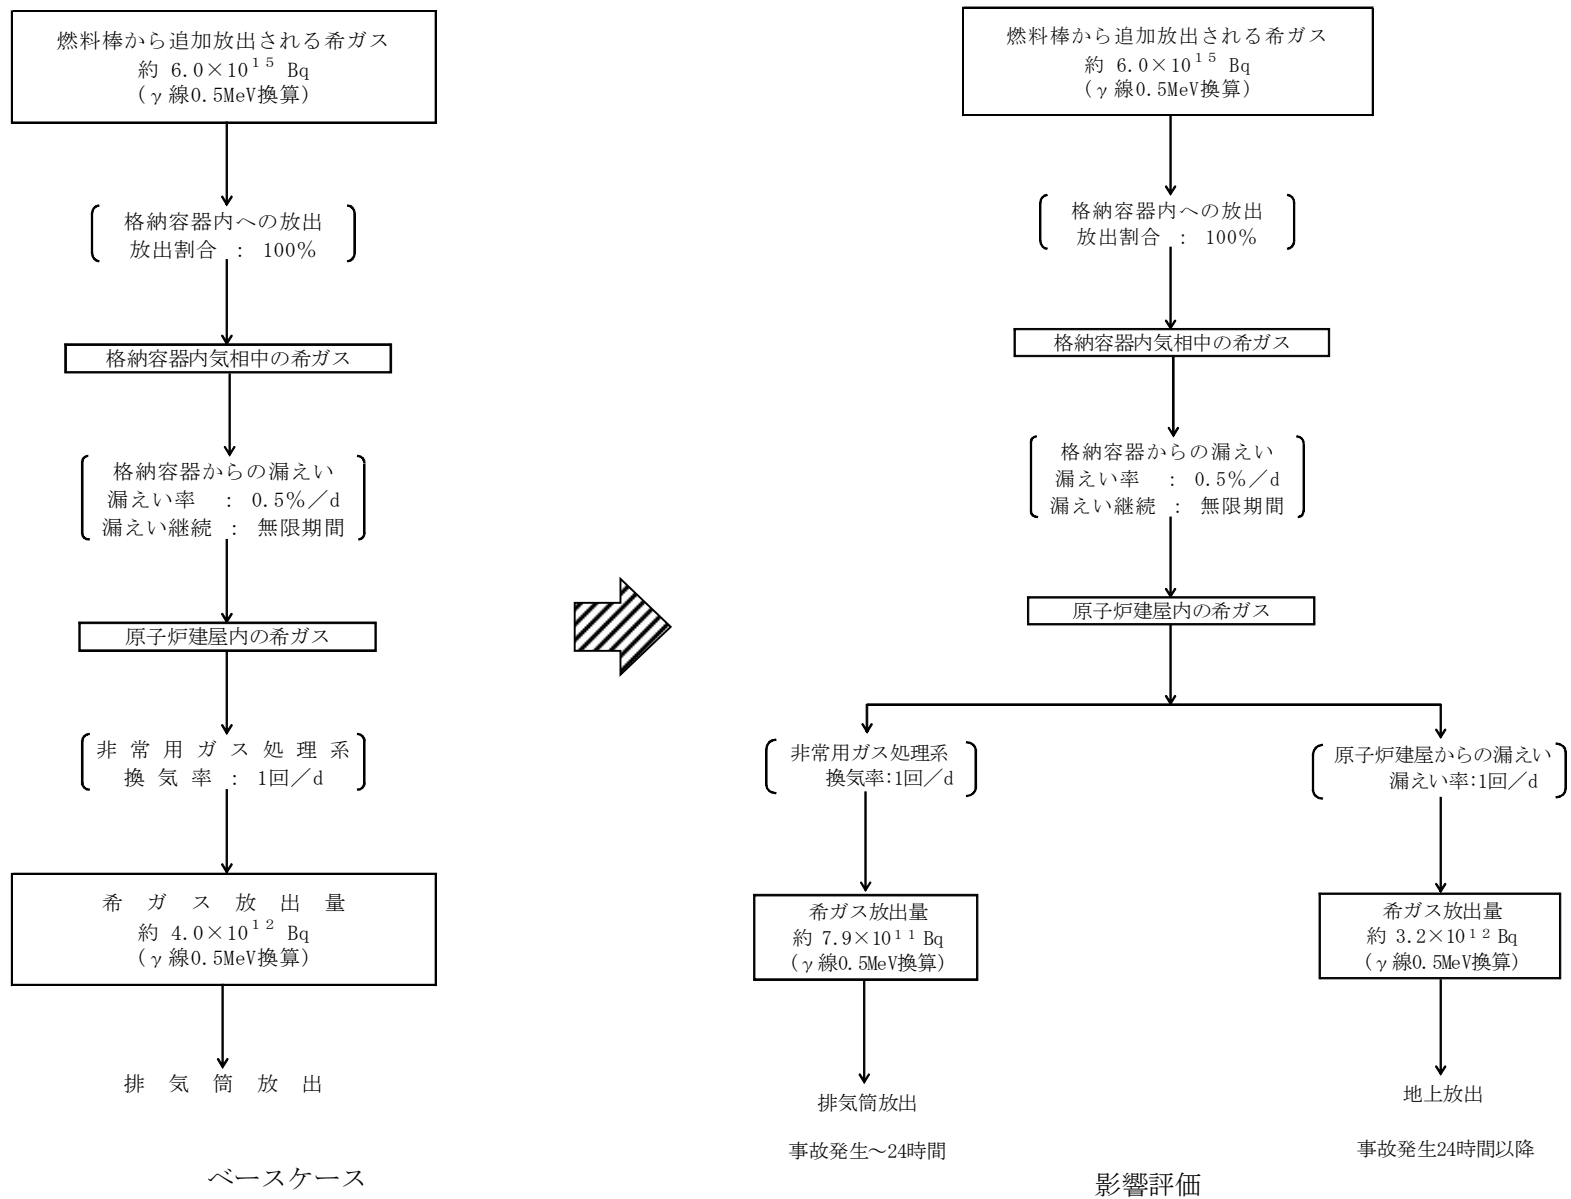 燃料棒から追加放出される希ガス
約 6.0×10¹⁵ Bq
(γ線0.5MeV換算)
格納容器内への放出
放出割合 : 100%
格納容器内気相中の希ガス
格納容器からの漏えい
漏えい率 : 0.5%/d
漏えい継続 : 無限期間
原子炉建屋内の希ガス
非常用ガス処理系
換気率 : 1回/d
希ガス放出量
約 4.0×10¹² Bq
(γ線0.5MeV換算)
排気筒放出
ベースケース
燃料棒から追加放出される希ガス
約 6.0×10¹⁵ Bq
(γ線0.5MeV換算)
格納容器内への放出
放出割合 : 100%
格納容器内気相中の希ガス
格納容器からの漏えい
漏えい率 : 0.5%/d
漏えい継続 : 無限期間
原子炉建屋内の希ガス
非常用ガス処理系
換気率:1回/d
希ガス放出量
約 7.9×10¹¹ Bq
(γ線0.5MeV換算)
排気筒放出
事故発生~24時間
原子炉建屋からの漏えい
漏えい率:1回/d
希ガス放出量
約 3.2×10¹² Bq
(γ線0.5MeV換算)
地上放出
事故発生24時間以降
影響評価